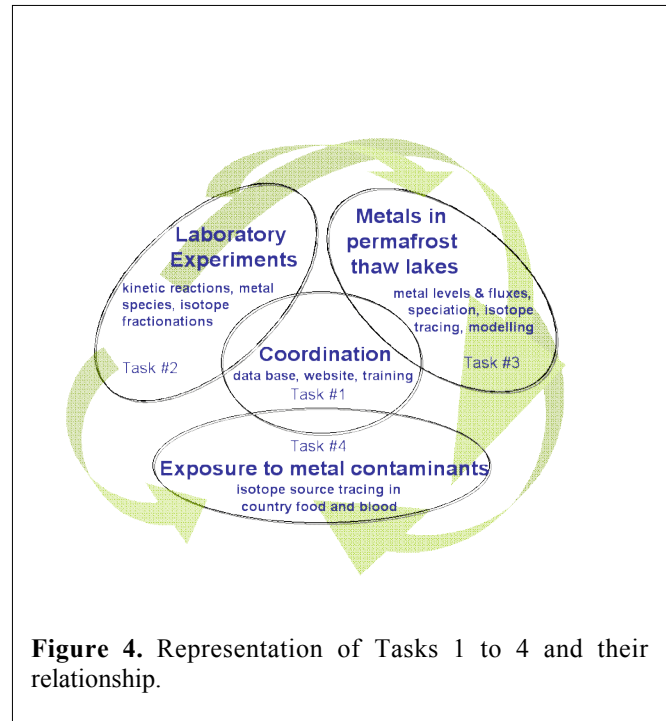 Laboratory
Experiments
kinetic reactions, metal
species, isotope
fractionations
Task #2
Metals in
permafrost
thaw lakes
metal levels & fluxes,
speciation, isotope
tracing, modelling
Task #3
Coordination
data base, website, training
Task #1
Task #4
Exposure to metal contaminants
isotope source tracing in
country food and blood
Figure 4. Representation of Tasks 1 to 4 and their
relationship.